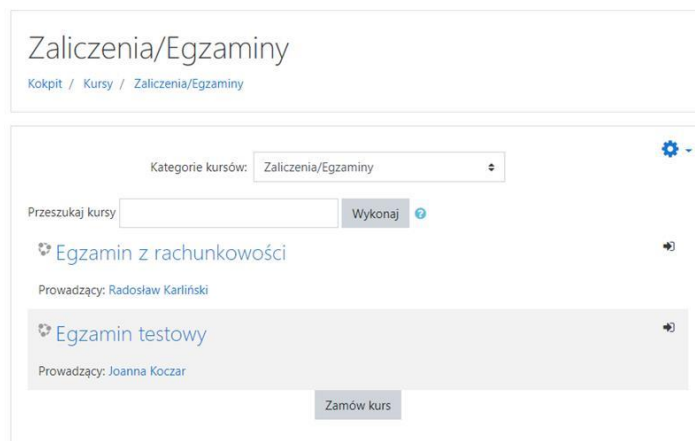 Zaliczenia/Egzaminy
Kokpit / Kursy / Zaliczenia/Egzaminy
Kategorie kursów: Zaliczenia/Egzaminy
Przeszukaj kursy Wykonaj ?
Egzamin z rachunkowości
Prowadzący: Radosław Karliński
Egzamin testowy
Prowadzący: Joanna Koczar
Zamów kurs